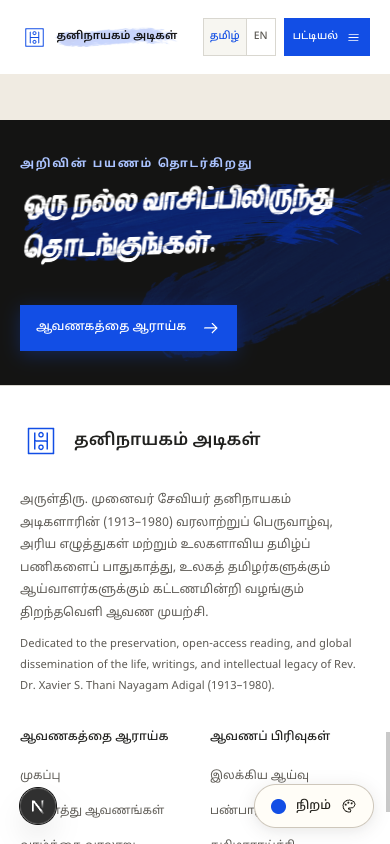 தனிநாயகம் அடிகள்
தமிழ்
EN
பட்டியல்
அறிவின் பயணம் தொடர்கிறது
ஒரு நல்ல வாசிப்பிலிருந்து
தொடங்குங்கள்.
ஆவணகத்தை ஆராய்க
தனிநாயகம் அடிகள்
அருள்திரு. முனைவர் சேவியர் தனிநாயகம்
அடிகளாரின் (1913–1980) வரலாற்றுப் பெருவாழ்வு,
அரிய எழுத்துகள் மற்றும் உலகளாவிய தமிழ்ப்
பணிகளைப் பாதுகாத்து, உலகத் தமிழர்களுக்கும்
ஆய்வாளர்களுக்கும் கட்டணமின்றி வழங்கும்
திறந்தவெளி ஆவண முயற்சி.
Dedicated to the preservation, open-access reading, and global
dissemination of the life, writings, and intellectual legacy of Rev.
Dr. Xavier S. Thani Nayagam Adigal (1913–1980).
ஆவணகத்தை ஆராய்க
ஆவணப் பிரிவுகள்
முகப்பு
இலக்கிய ஆய்வு
ஆவணங்கள்
N
நிறம்